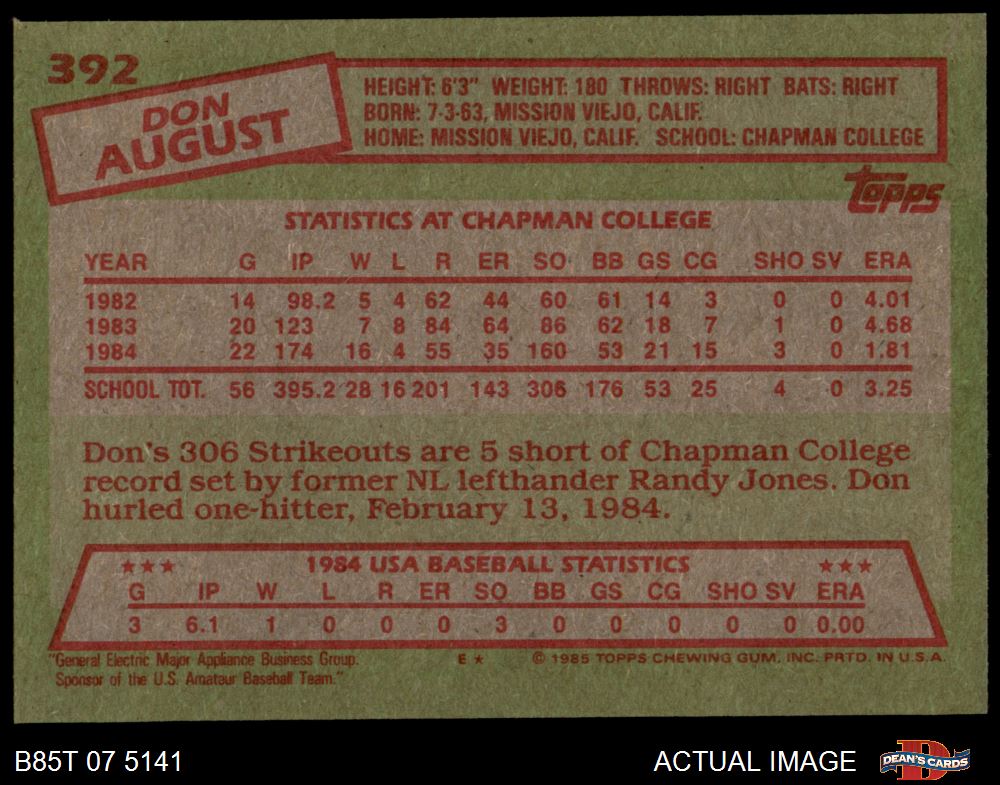 392
DON
AUGUST
HEIGHT: 6'3" WEIGHT: 180 THROWS: RIGHT BATS: RIGHT
BORN: 7-3-63, MISSION VIEJO, CALIF.
HOME: MISSION VIEJO, CALIF. SCHOOL: CHAPMAN COLLEGE
topps
STATISTICS AT CHAPMAN COLLEGE
YEAR G IP W L R ER SO BB GS CG SHO SV ERA
1982 14 98.2 5 4 62 44 60 61 14 3 0 0 4.01
1983 20 123 7 8 84 64 86 62 18 7 1 0 4.68
1984 22 174 16 4 55 35 160 53 21 15 3 0 1.81
SCHOOL TOT. 56 395.2 28 16 201 143 306 176 53 25 4 0 3.25
Don's 306 Strikeouts are 5 short of Chapman College
record set by former NL lefthander Randy Jones. Don
hurled one-hitter, February 13, 1984.
★★★ 1984 USA BASEBALL STATISTICS ★★★
G IP W L R ER SO BB GS CG SHO SV ERA
3 6.1 1 0 0 0 3 0 0 0 0 0 0.00
"General Electric Major Appliance Business Group.
Sponsor of the U.S. Amateur Baseball Team."
E ★ © 1985 TOPPS CHEWING GUM, INC. PRTD. IN U.S.A.
B85T 07 5141 ACTUAL IMAGE DEAN'S CARDS